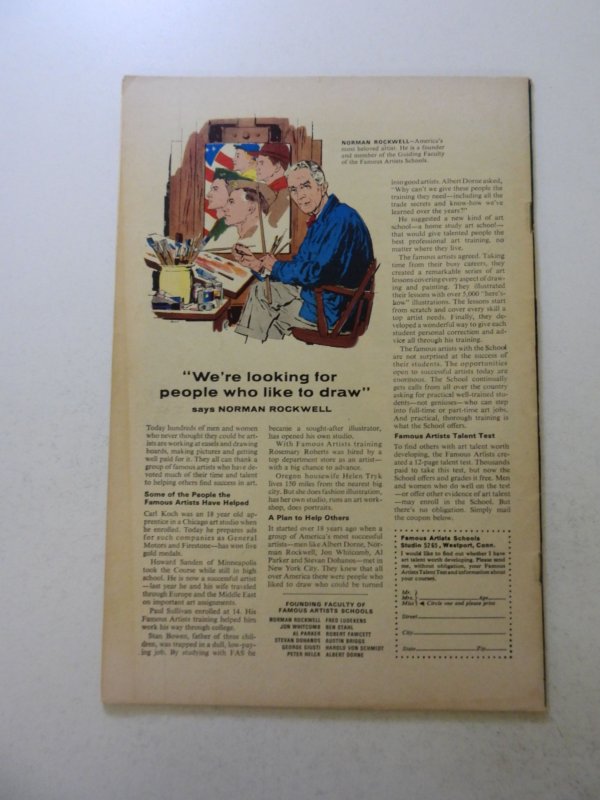 NORMAN ROCKWELL—America's
most beloved artist. He is a founder
and member of the Guiding Faculty
of the Famous Artists Schools.
"We're looking for
people who like to draw"
says NORMAN ROCKWELL
Today hundreds of men and women
who never thought they could be art-
ists are working at easels and drawing
boards, making pictures and getting
well paid for it. They all can thank a
group of famous artists who have de-
voted much of their time and talent
to helping others find success in art.
Some of the People the
Famous Artists Have Helped
Carl Koch was an 18 year old ap-
prentice in a Chicago art studio when
he enrolled. Today he prepares ads
for such companies as General
Motors and Firestone—has won five
gold medals.
Howard Sanden of Minneapolis
took the Course while still in high
school. He is now a successful artist
—last year he and his wife traveled
through Europe and the Middle East
on important art assignments.
Paul Sullivan enrolled at 14. His
Famous Artists training helped him
work his way through college.
Stan Bowen, father of three chil-
dren, was trapped in a dull, low-pay-
ing job. By studying with FAS he
became a sought-after illustrator,
has opened his own studio.
With Famous Artists training
Rosemary Roberts was hired by a
top department store as an artist—
with a big chance to advance.
Oregon housewife Helen Tryk
lives 150 miles from the nearest big
city. But she does fashion illustration,
has her own studio, runs an art work-
shop, does portraits.
A Plan to Help Others
It started over 18 years ago when a
group of America's most successful
artists—men like Albert Dorne, Nor-
man Rockwell, Jon Whitcomb, Al
Parker and Stevan Dohanos—met in
New York City. They knew that all
over America there were people who
liked to draw who could be turned
into good artists. Albert Dorne asked,
"Why can't we give these people the
training they need—including all the
trade secrets and know-how we've
learned over the years?"
He suggested a new kind of art
school—a home study art school—
that would give talented people the
best professional art training, no
matter where they live.
The famous artists agreed. Taking
time from their busy careers, they
created a remarkable series of art
lessons covering every aspect of draw-
ing and painting. They illustrated
their lessons with over 5,000 "here's-
how" illustrations. The lessons start
from scratch and cover every skill a
top artist needs. Finally, they de-
veloped a wonderful way to give each
student personal correction and ad-
vice all through his training.
The famous artists with the School
are not surprised at the success of
their students. The opportunities
open to successful artists today are
enormous. The School continually
gets calls from all over the country
asking for practical well-trained stu-
dents—not geniuses—who can step
into full-time or part-time art jobs.
And practical, thorough training is
what the School offers.
Famous Artists Talent Test
To find others with art talent worth
developing, the Famous Artists cre-
ated a 12-page talent test. Thousands
paid to take this test, but now the
School offers and grades it free. Men
and women who do well on the test
—or offer other evidence of art talent
—may enroll in the School. But
there's no obligation. Simply mail
the coupon below.
FOUNDING FACULTY OF
FAMOUS ARTISTS SCHOOLS
NORMAN ROCKWELL FRED LUDEKENS
JON WHITCOMB BEN STAHL
AL PARKER ROBERT FAWCETT
STEVAN DOHANOS AUSTIN BRIGGS
GEORGE GIUSTI HAROLD VON SCHMIDT
PETER HELCK ALBERT DORNE
Famous Artists Schools
Studio 5265, Westport, Conn.
I would like to find out whether I have
art talent worth developing. Please send
me, without obligation, your Famous
Artists Talent Test and information about
your courses.
Mr.
Mrs. Age
Miss Circle one and please print
Street
City
State Zip